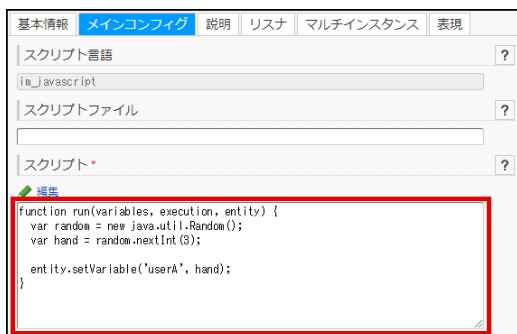 基本情報 メインコンフィグ 説明 リスナ マルチインスタンス 表現
スクリプト言語 ?
im_javascript
スクリプトファイル ?
スクリプト * ?
編集
function run(variables, execution, entity) {
  var random = new java.util.Random();
  var hand = random.nextInt(3);

  entity.setVariable('userA', hand);
}